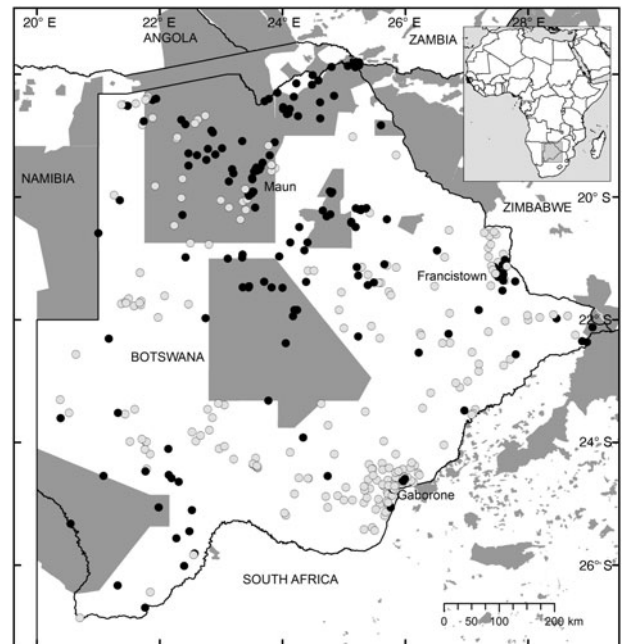 20° E
22° E
24° E
26° E
28° E
ANGOLA
ZAMBIA
NAMIBIA
Maun
20° S
ZIMBABWE
Francistown
22° S
BOTSWANA
24° S
Gaborone
26° S
SOUTH AFRICA
0 50 100 200 km